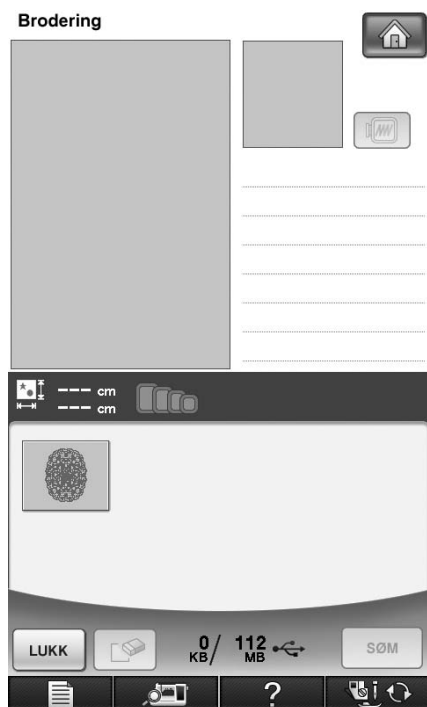 Brodering
--- cm
--- cm
LUKK
0 KB / 112 MB
SØM
?